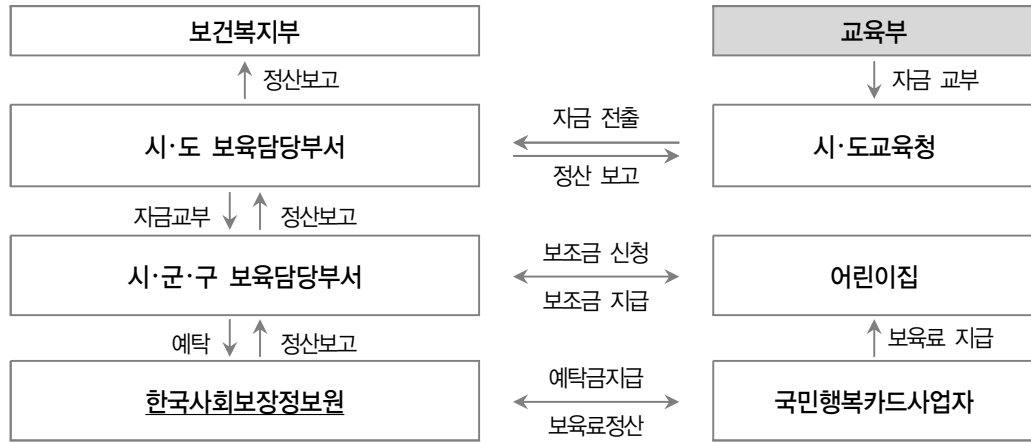 보건복지부
교육부
정산보고
자금 교부
시·도 보육담당부서
자금 전출
정산 보고
시·도교육청
자금교부
정산보고
시·군·구 보육담당부서
보조금 신청
보조금 지급
어린이집
예탁
정산보고
보육료 지급
한국사회보장정보원
예탁금지급
보육료정산
국민행복카드사업자